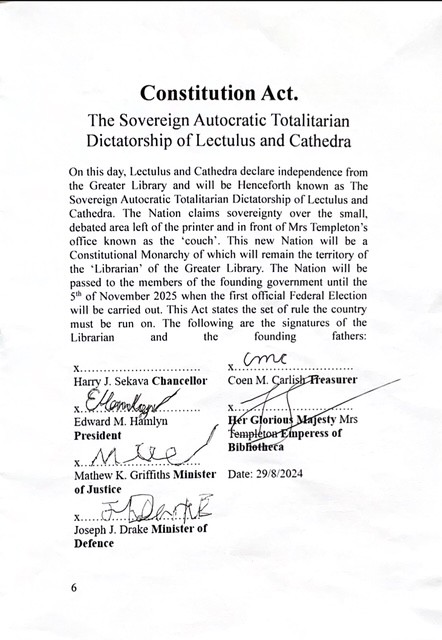 Constitution Act.
The Sovereign Autocratic Totalitarian
Dictatorship of Lectulus and Cathedra
On this day, Lectulus and Cathedra declare independence from
the Greater Library and will be Henceforth known as The
Sovereign Autocratic Totalitarian Dictatorship of Lectulus and
Cathedra. The Nation claims sovereignty over the small,
debated area left of the printer and in front of Mrs Templeton's
office known as the 'couch'. This new Nation will be a
Constitutional Monarchy of which will remain the territory of
the 'Librarian' of the Greater Library. The Nation will be
passed to the members of the founding government until the
5th of November 2025 when the first official Federal Election
will be carried out. This Act states the set of rule the country
must be run on. The following are the signatures of the
Librarian and the founding fathers:
x..............................
Harry J. Sekava Chancellor
x..............................
Edward M. Hamlyn
President
x..............................
Mathew K. Griffiths Minister
of Justice
x..............................
Joseph J. Drake Minister of
Defence
cmc
x..............................
Coen M. Carlish Treasurer
x..............................
Her Glorious Majesty Mrs
Templeton Emperess of
Bibliotheca
Date: 29/8/2024
6